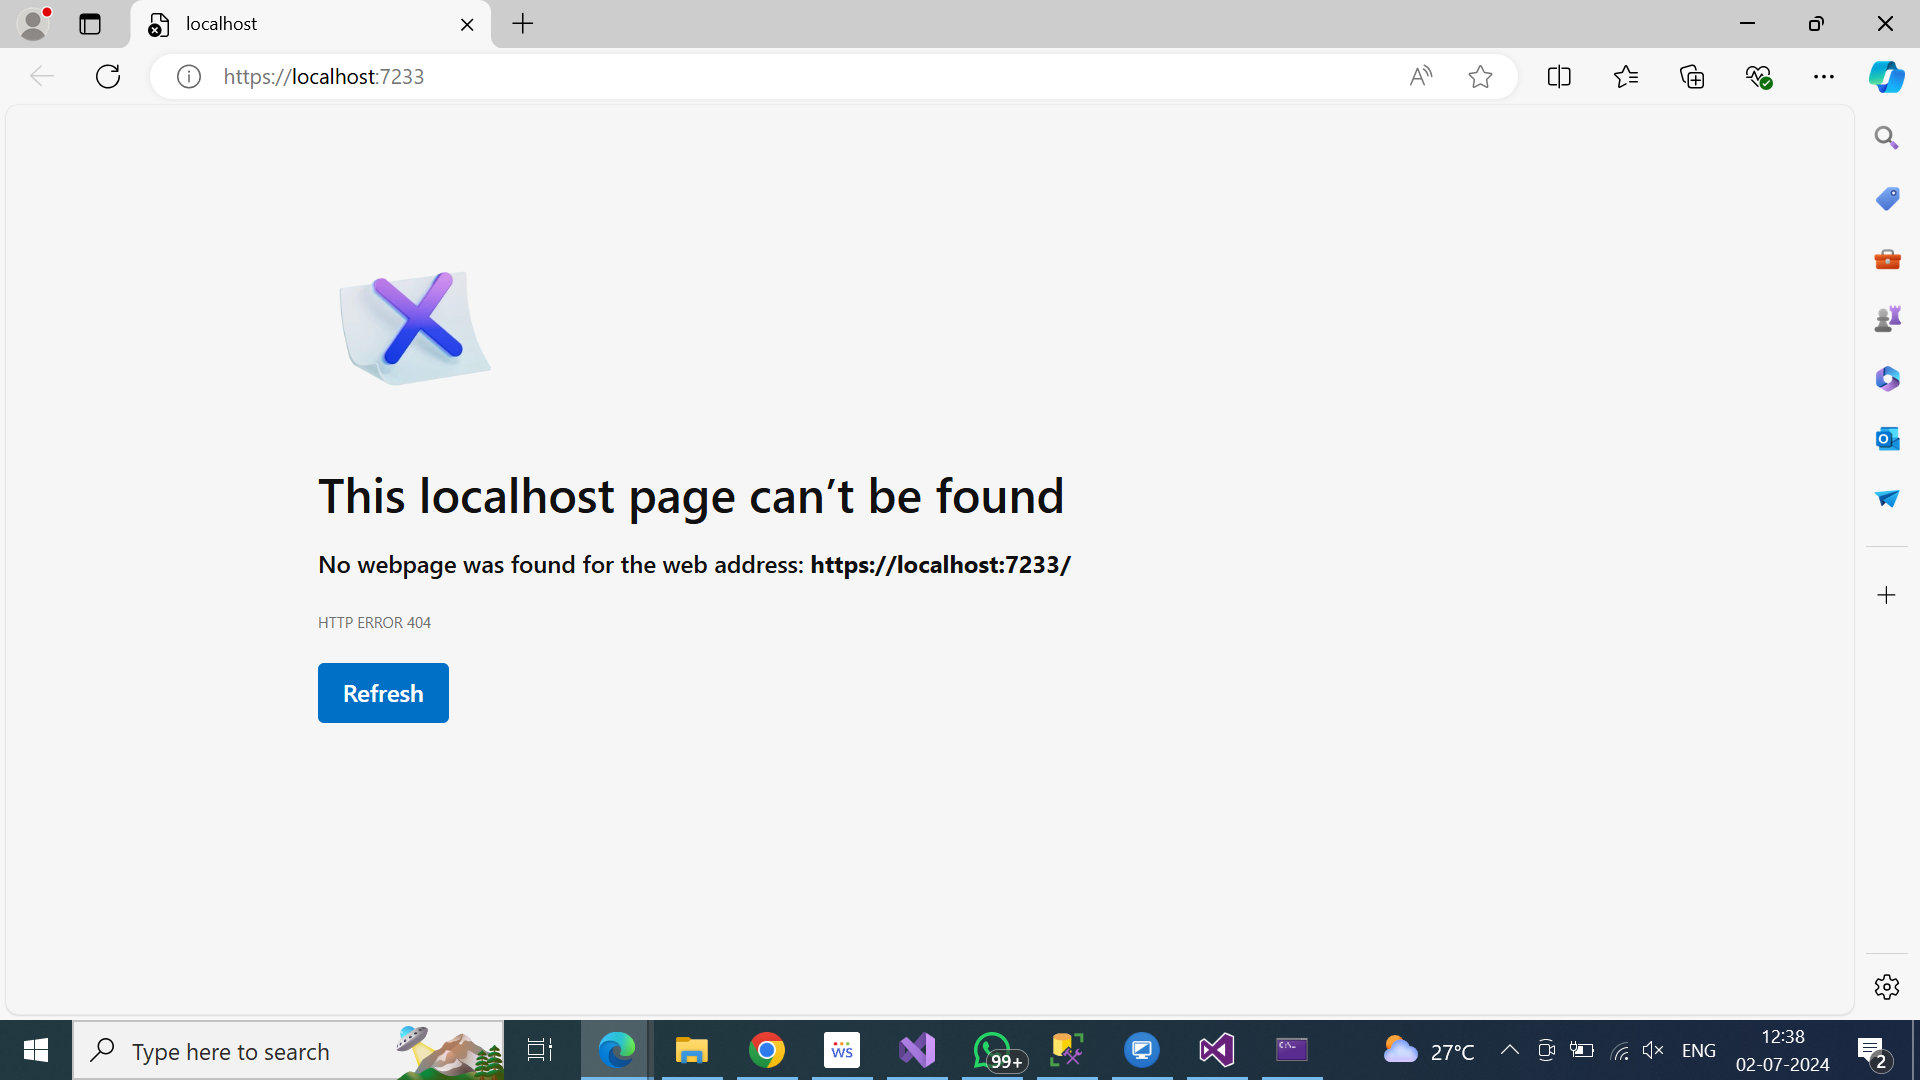 localhost
https://localhost:7233
This localhost page can’t be found
No webpage was found for the web address: https://localhost:7233/
HTTP ERROR 404
Refresh
Type here to search
WS
99+
C:\_
27°C
ENG
12:38
02-07-2024
2